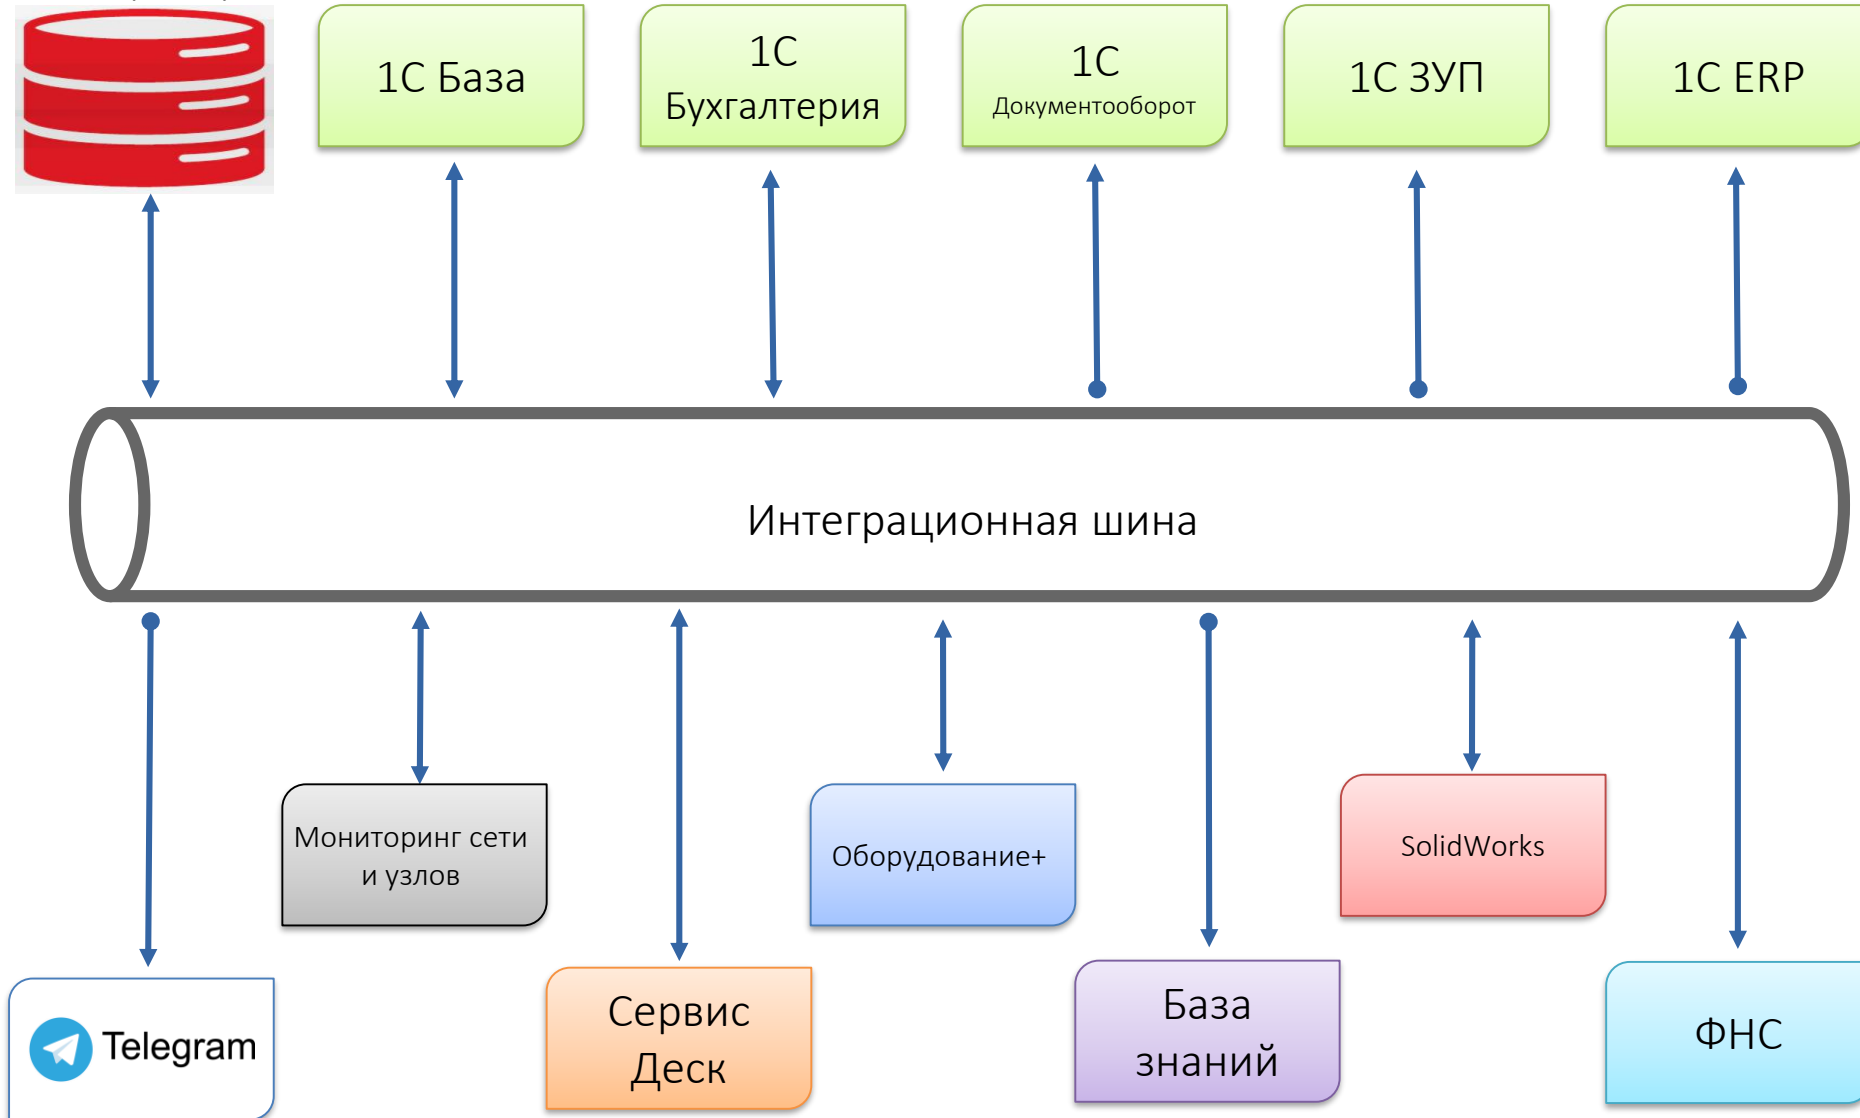 1С База
1С
Бухгалтерия
1С
Документооборот
1С ЗУП
1С ERP
Интеграционная шина
Мониторинг сети
и узлов
Оборудование+
SolidWorks
Telegram
Сервис
Деск
База
знаний
ФНС